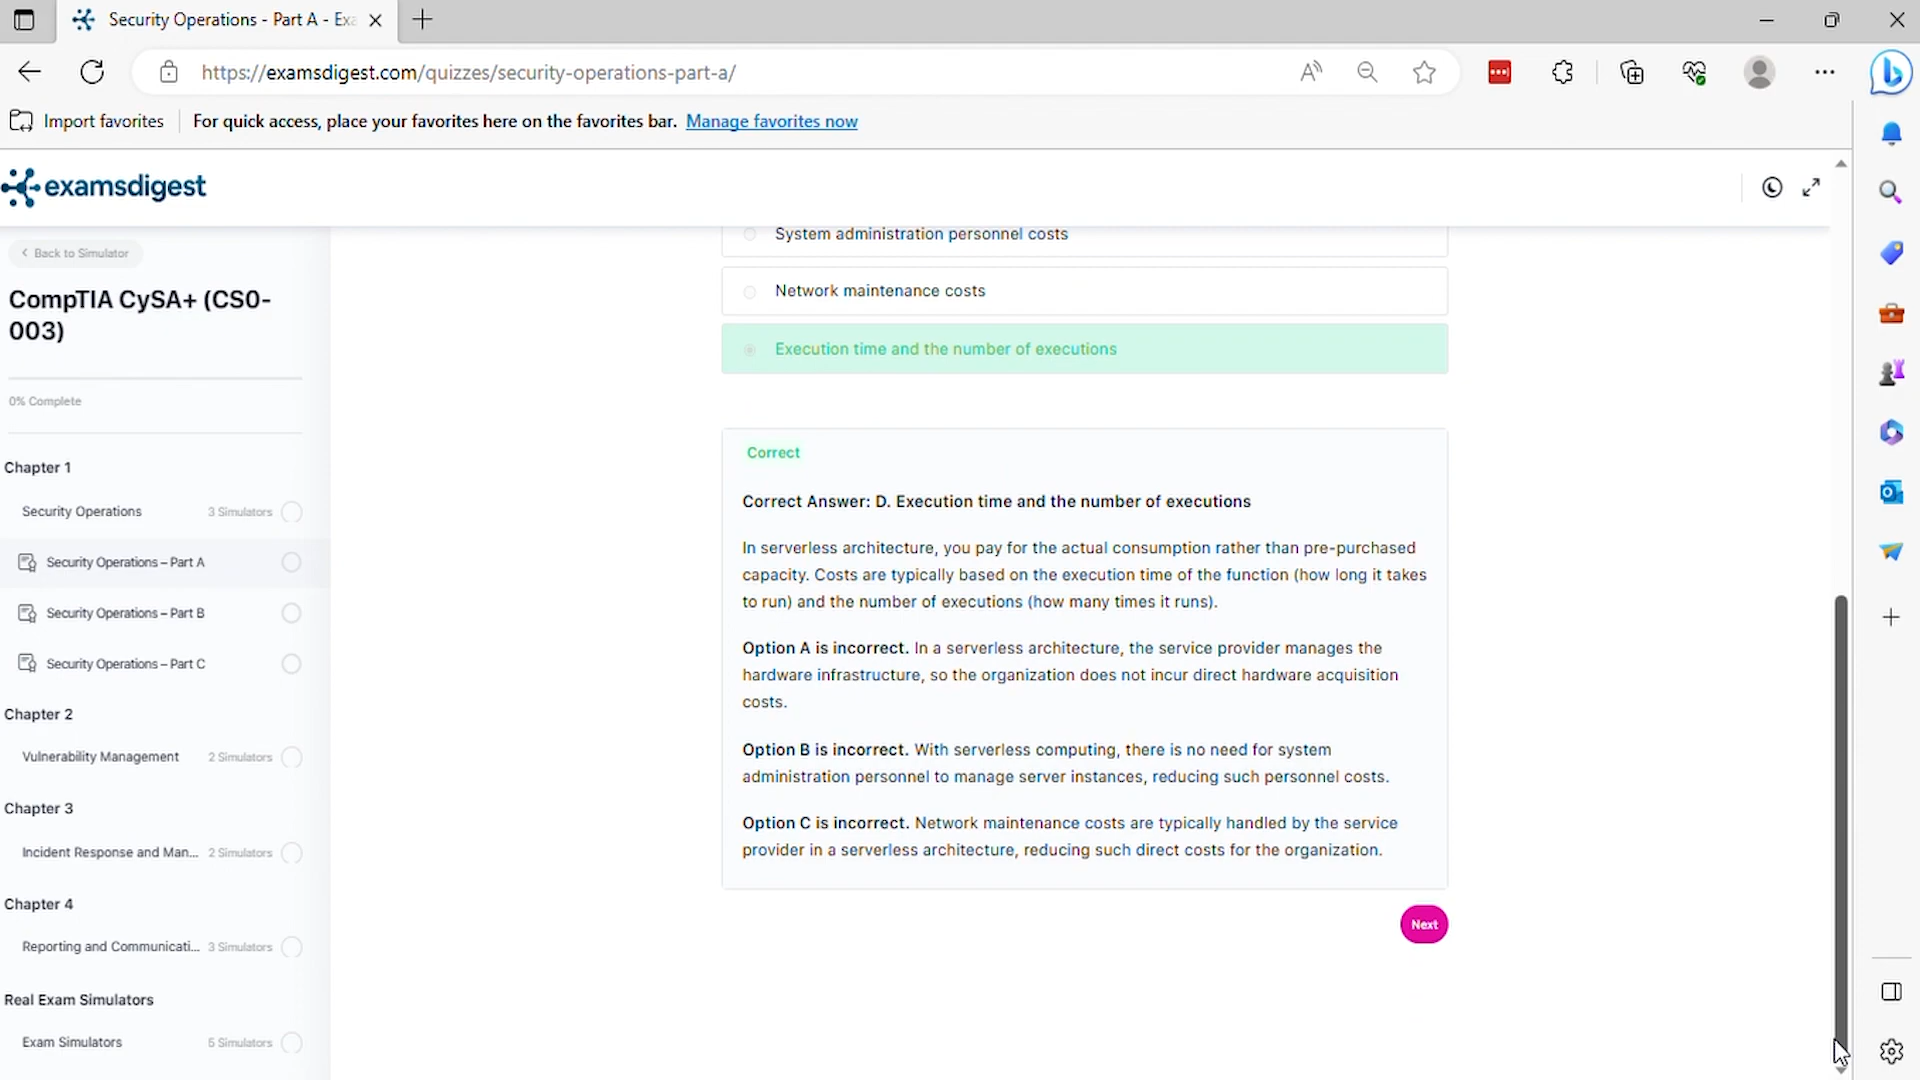 Security Operations - Part A - Exa
https://examsdigest.com/quizzes/security-operations-part-a/
Import favorites
For quick access, place your favorites here on the favorites bar. Manage favorites now
examsdigest
Back to Simulator
CompTIA CySA+ (CS0-
003)
0% Complete
Chapter 1
Security Operations 3 Simulators
Security Operations – Part A
Security Operations – Part B
Security Operations – Part C
Chapter 2
Vulnerability Management 2 Simulators
Chapter 3
Incident Response and Man... 2 Simulators
Chapter 4
Reporting and Communicati... 3 Simulators
Real Exam Simulators
Exam Simulators 5 Simulators
System administration personnel costs
Network maintenance costs
Execution time and the number of executions
Correct
Correct Answer: D. Execution time and the number of executions
In serverless architecture, you pay for the actual consumption rather than pre-purchased
capacity. Costs are typically based on the execution time of the function (how long it takes
to run) and the number of executions (how many times it runs).
Option A is incorrect. In a serverless architecture, the service provider manages the
hardware infrastructure, so the organization does not incur direct hardware acquisition
costs.
Option B is incorrect. With serverless computing, there is no need for system
administration personnel to manage server instances, reducing such personnel costs.
Option C is incorrect. Network maintenance costs are typically handled by the service
provider in a serverless architecture, reducing such direct costs for the organization.
Next